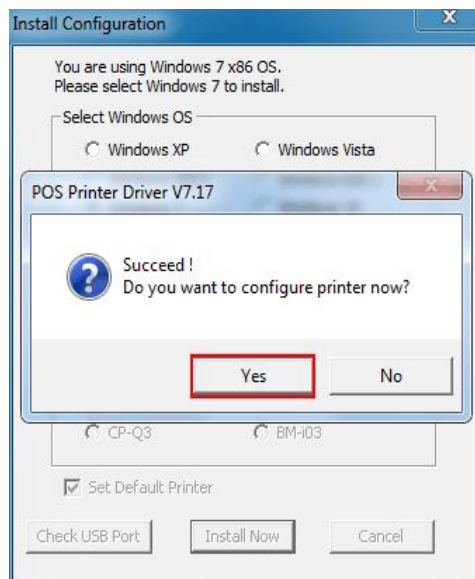 Install Configuration
You are using Windows 7 x86 OS.
Please select Windows 7 to install.
Select Windows OS
Windows XP Windows Vista
POS Printer Driver V7.17
Succeed !
Do you want to configure printer now?
Yes No
CP-Q3 BM-i03
Set Default Printer
Check USB Port Install Now Cancel